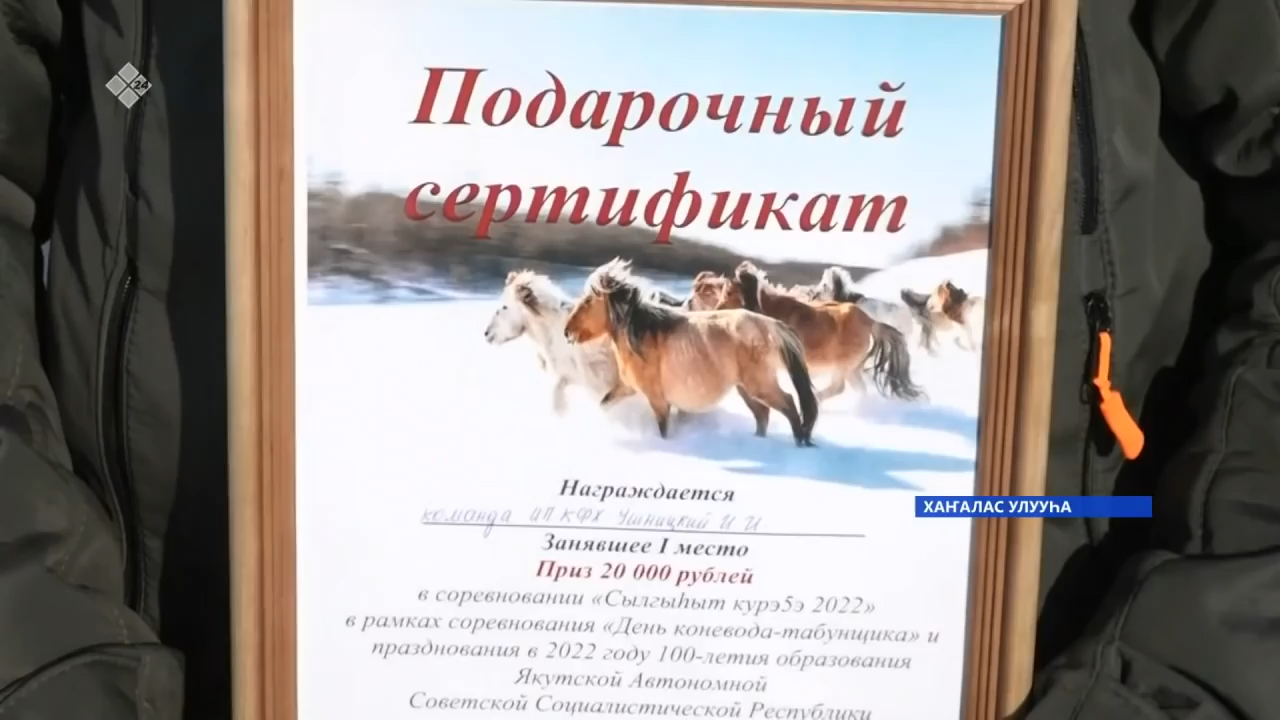 24
Подарочный
сертификат
Награждается
команда ИП КФХ Ушницкий И И
Занявшее I место
Приз 20 000 рублей
в соревновании «Сылгыһыт курэ5э 2022»
в рамках соревнования «День коневода-табунщика» и
празднования в 2022 году 100-летия образования
Якутской Автономной
Советской Социалистической Республики
ХАҤАЛАС УЛУУҺА